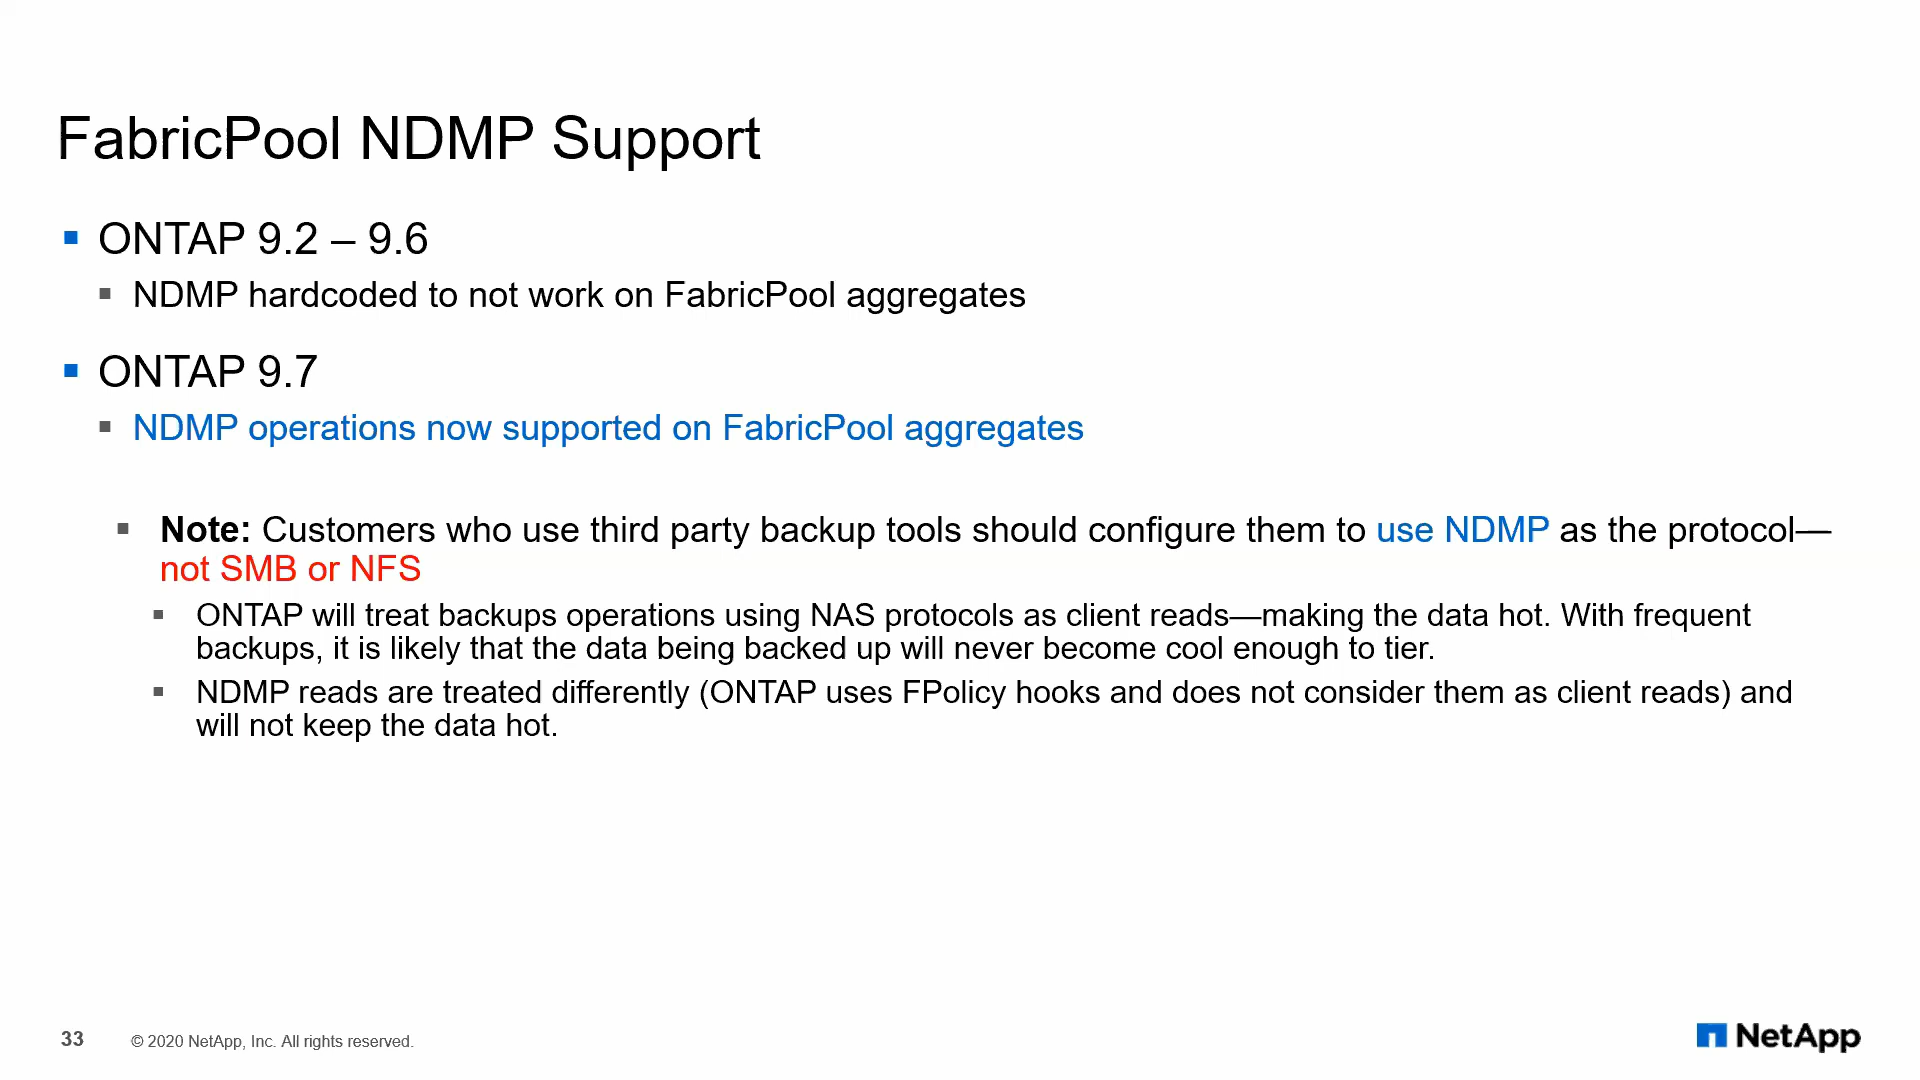 FabricPool NDMP Support
ONTAP 9.2 – 9.6
NDMP hardcoded to not work on FabricPool aggregates
ONTAP 9.7
NDMP operations now supported on FabricPool aggregates
Note: Customers who use third party backup tools should configure them to use NDMP as the protocol—
not SMB or NFS
ONTAP will treat backups operations using NAS protocols as client reads—making the data hot. With frequent
backups, it is likely that the data being backed up will never become cool enough to tier.
NDMP reads are treated differently (ONTAP uses FPolicy hooks and does not consider them as client reads) and
will not keep the data hot.
33 © 2020 NetApp, Inc. All rights reserved.
NetApp